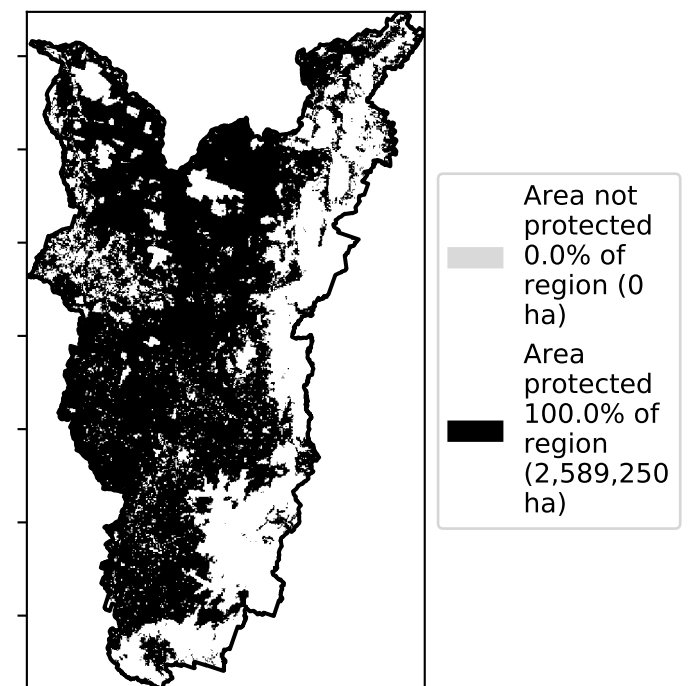 Area not
protected
0.0% of
region (0
ha)
Area
protected
100.0% of
region
(2,589,250
ha)